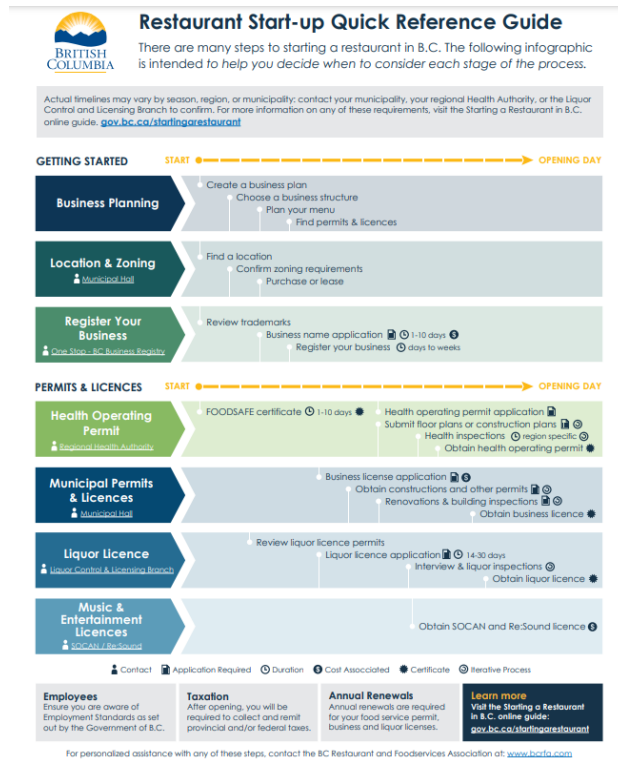 BRITISH
COLUMBIA
Restaurant Start-up Quick Reference Guide
There are many steps to starting a restaurant in B.C. The following infographic
is intended to help you decide when to consider each stage of the process.
Actual timelines may vary by season, region, or municipality: contact your municipality, your regional Health Authority, or the Liquor
Control and Licensing Branch to confirm. For more information on any of these requirements, visit the Starting a Restaurant in B.C.
online guide. gov.bc.ca/startingarestaurant
GETTING STARTED START OPENING DAY
Business Planning
Create a business plan
Choose a business structure
Plan your menu
Find permits & licences
Location & Zoning
Municipal Hall
Find a location
Confirm zoning requirements
Purchase or lease
Register Your
Business
One Stop - BC Business Registry
Review trademarks
Business name application 1-10 days
Register your business days to weeks
PERMITS & LICENCES START OPENING DAY
Health Operating
Permit
Regional Health Authority
FOODSAFE certificate 1-10 days
Health operating permit application
Submit floor plans or construction plans
Health inspections region specific
Obtain health operating permit
Municipal Permits
& Licences
Municipal Hall
Business license application
Obtain constructions and other permits
Renovations & building inspections
Obtain business licence
Liquor Licence
Liquor Control & Licensing Branch
Review liquor licence permits
Liquor licence application 14-30 days
Interview & liquor inspections
Obtain liquor licence
Music &
Entertainment
Licences
SOCAN / Re:Sound
Obtain SOCAN and Re:Sound licence
Contact Application Required Duration Cost Associated Certificate Iterative Process
Employees
Ensure you are aware of
Employment Standards as set
out by the Government of B.C.
Taxation
After opening, you will be
required to collect and remit
provincial and/or federal taxes.
Annual Renewals
Annual renewals are required
for your food service permit,
business and liquor licenses.
Learn more
Visit the Starting a Restaurant
in B.C. online guide:
gov.bc.ca/startingarestaurant
For personalized assistance with any of these steps, contact the BC Restaurant and Foodservices Association at: www.bcrfa.com